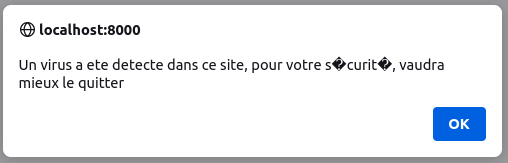 localhost:8000
Un virus a ete detecte dans ce site, pour votre s�curit�, vaudra
mieux le quitter
OK